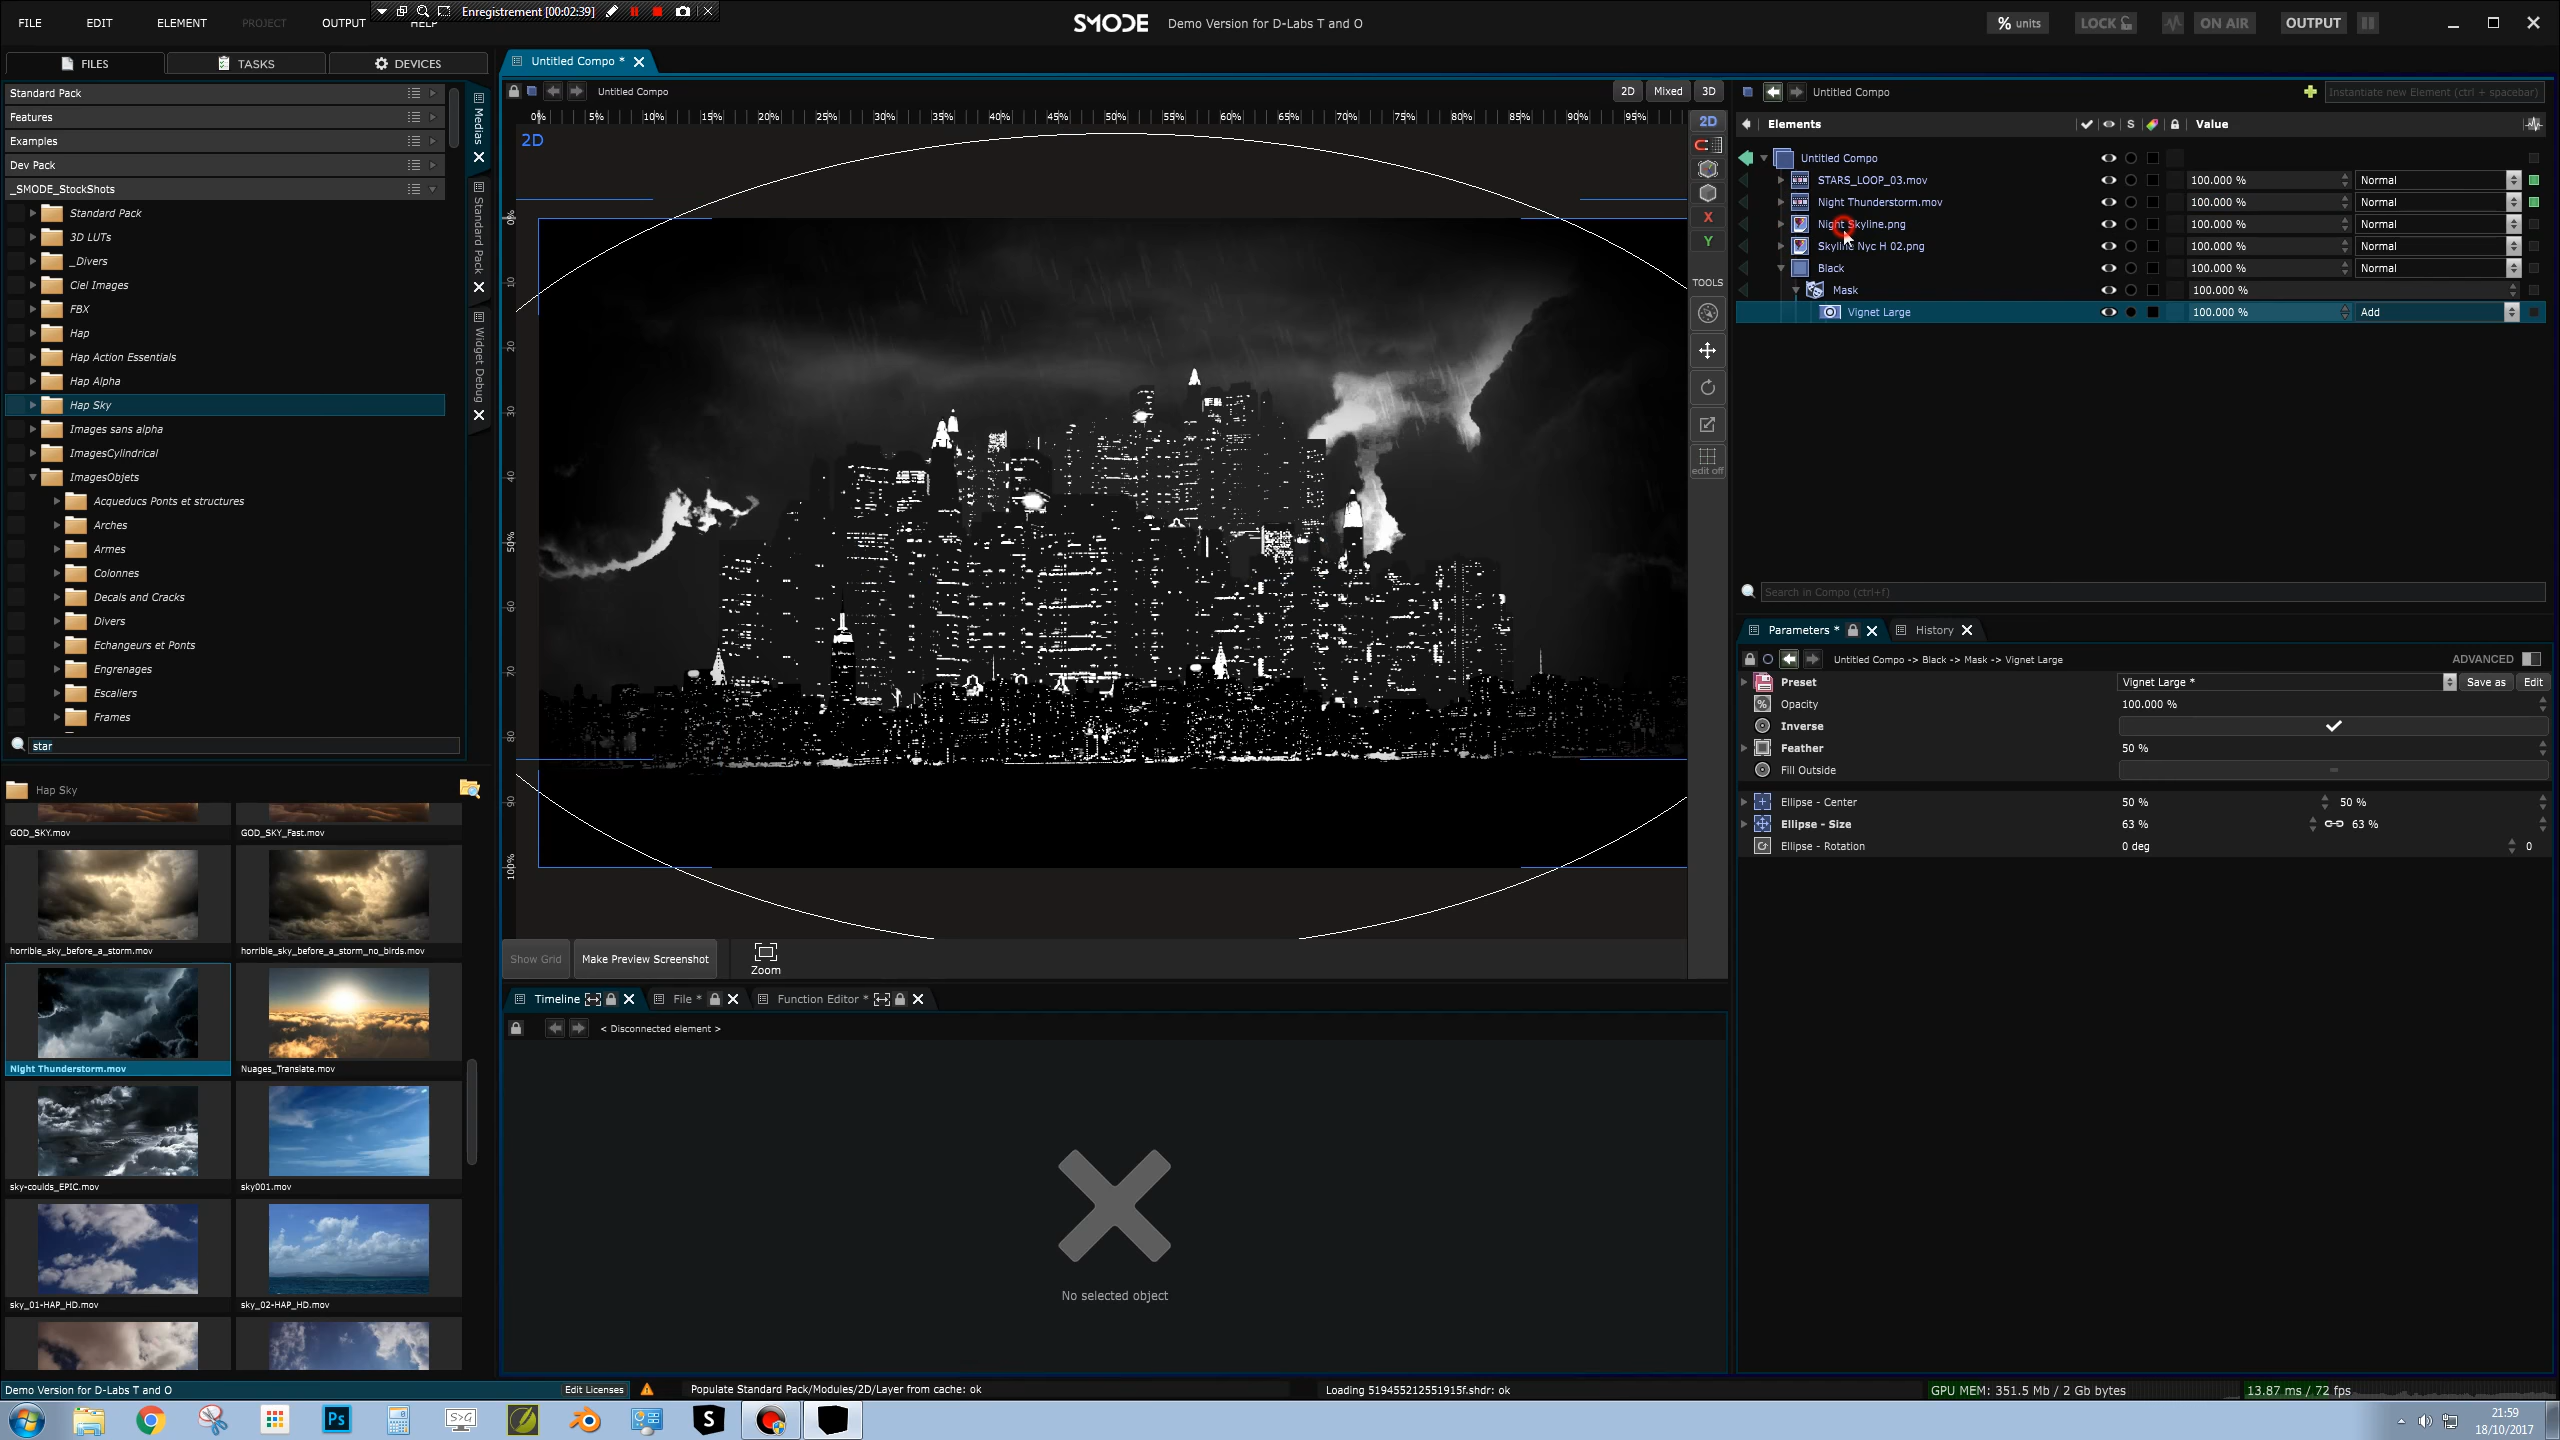 FILE EDIT ELEMENT PROJECT OUTPUT HELP
Enregistrement [00:02:39]
SMODE Demo Version for D-Labs T and O
% units LOCK ON AIR OUTPUT
FILES TASKS DEVICES
Standard Pack
Features
Examples
Dev Pack
_SMODE_StockShots
Standard Pack
3D LUTs
_Divers
Ciel Images
FBX
Hap
Hap Action Essentials
Hap Alpha
Hap Sky
Images sans alpha
ImagesCylindrical
ImagesObjets
Acqueducs Ponts et structures
Arches
Armes
Colonnes
Decals and Cracks
Divers
Echangeurs et Ponts
Engrenages
Escaliers
Frames
star
Medias
Standard Pack
Widget Debug
Hap Sky
GOD_SKY.mov GOD_SKY_Fast.mov
horrible_sky_before_a_storm.mov horrible_sky_before_a_storm_no_birds.mov
Night Thunderstorm.mov Nuages_Translate.mov
sky-coulds_EPIC.mov sky001.mov
sky_01-HAP_HD.mov sky_02-HAP_HD.mov
Untitled Compo *
Untitled Compo 2D Mixed 3D
0% 5% 10% 15% 20% 25% 30% 35% 40% 45% 50% 55% 60% 65% 70% 75% 80% 85% 90% 95%
2D
0%
10
20
30
40
50%
60
70
80
90
100%
2D
X
Y
TOOLS
edit off
Show Grid Make Preview Screenshot Zoom
Timeline File * Function Editor *
< Disconnected element >
No selected object
Untitled Compo Instantiate new Element (ctrl + spacebar)
Elements S Value
Untitled Compo
STARS_LOOP_03.mov 100.000 % Normal
Night Thunderstorm.mov 100.000 % Normal
Night Skyline.png 100.000 % Normal
Skyline Nyc H 02.png 100.000 % Normal
Black 100.000 % Normal
Mask 100.000 %
Vignet Large 100.000 % Add
Search in Compo (ctrl+f)
Parameters * History
Untitled Compo -> Black -> Mask -> Vignet Large ADVANCED
Preset Vignet Large * Save as Edit
Opacity 100.000 %
Inverse
Feather 50 %
Fill Outside
Ellipse - Center 50 % 50 %
Ellipse - Size 63 % 63 %
Ellipse - Rotation 0 deg 0
Demo Version for D-Labs T and O Edit Licenses Populate Standard Pack/Modules/2D/Layer from cache: ok Loading 519455212551915f.shdr: ok GPU MEM: 351.5 Mb / 2 Gb bytes 13.87 ms / 72 fps
Ps S>G S
21:59
18/10/2017